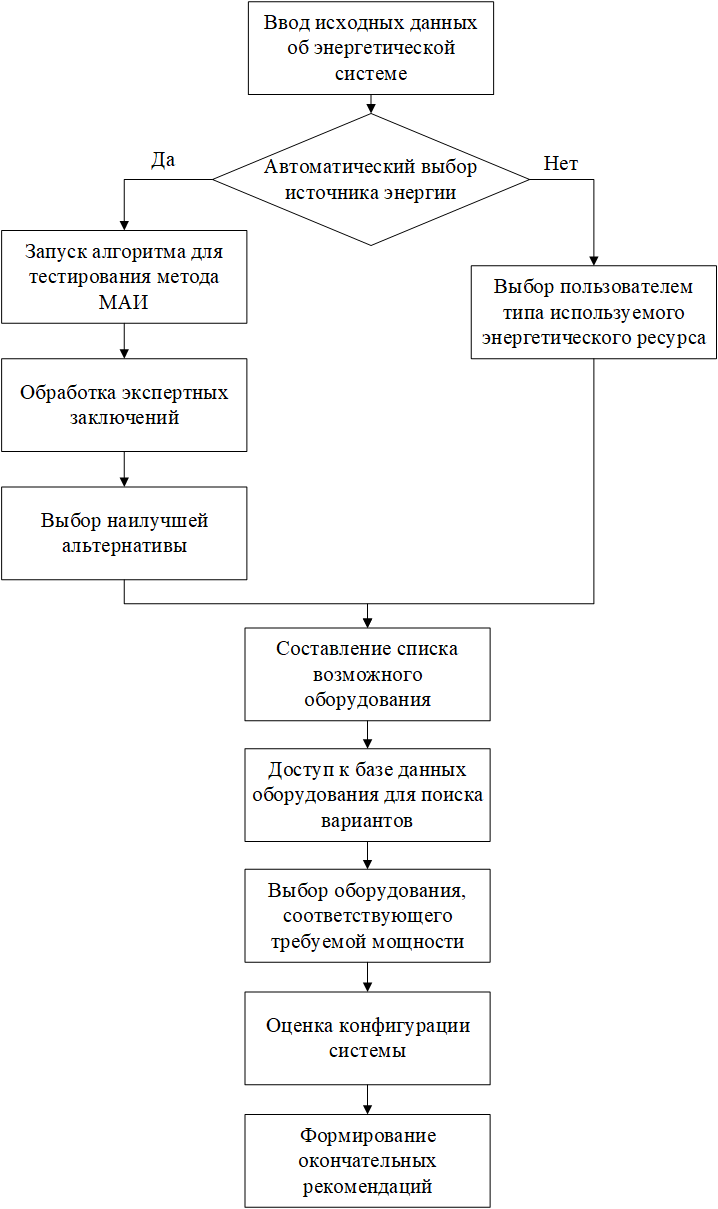 Ввод исходных данных
об энергетической
системе
Автоматический выбор
источника энергии
Да
Нет
Запуск алгоритма для
тестирования метода
МАИ
Выбор пользователем
типа используемого
энергетического ресурса
Обработка экспертных
заключений
Выбор наилучшей
альтернативы
Составление списка
возможного
оборудования
Доступ к базе данных
оборудования для поиска
вариантов
Выбор оборудования,
соответствующего
требуемой мощности
Оценка конфигурации
системы
Формирование
окончательных
рекомендаций